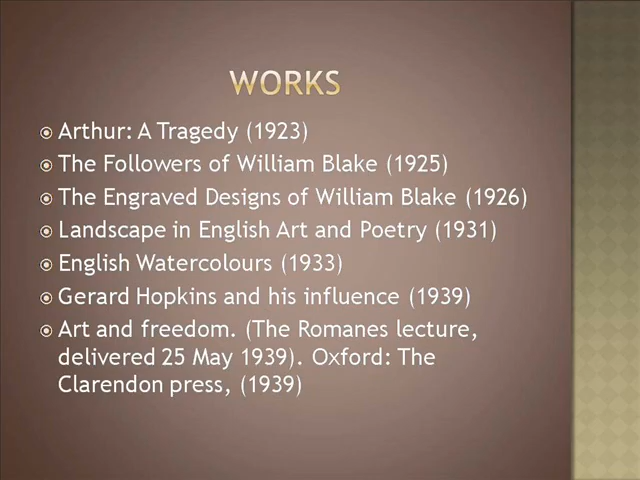 WORKS
Arthur: A Tragedy (1923)
The Followers of William Blake (1925)
The Engraved Designs of William Blake (1926)
Landscape in English Art and Poetry (1931)
English Watercolours (1933)
Gerard Hopkins and his influence (1939)
Art and freedom. (The Romanes lecture,
delivered 25 May 1939). Oxford: The
Clarendon press, (1939)